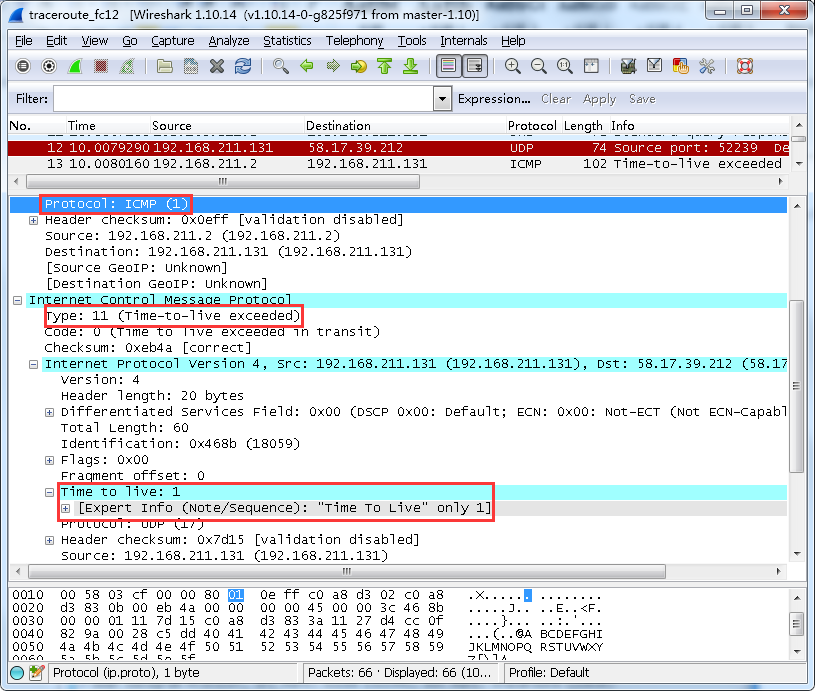 traceroute_fc12 [Wireshark 1.10.14 (v1.10.14-0-g825f971 from master-1.10)]
File Edit View Go Capture Analyze Statistics Telephony Tools Internals Help
Filter: Expression... Clear Apply Save
No. Time Source Destination Protocol Length Info
12 10.0079290 192.168.211.131 58.17.39.212 UDP 74 Source port: 52239 De
13 10.0080160 192.168.211.2 192.168.211.131 ICMP 102 Time-to-live exceeded
Protocol: ICMP (1)
Header checksum: 0x0eff [validation disabled]
Source: 192.168.211.2 (192.168.211.2)
Destination: 192.168.211.131 (192.168.211.131)
[Source GeoIP: Unknown]
[Destination GeoIP: Unknown]
Internet Control Message Protocol
Type: 11 (Time-to-live exceeded)
Code: 0 (Time to live exceeded in transit)
Checksum: 0xeb4a [correct]
Internet Protocol Version 4, Src: 192.168.211.131 (192.168.211.131), Dst: 58.17.39.212 (58.17
Version: 4
Header length: 20 bytes
Differentiated Services Field: 0x00 (DSCP 0x00: Default; ECN: 0x00: Not-ECT (Not ECN-Capabl
Total Length: 60
Identification: 0x468b (18059)
Flags: 0x00
Fragment offset: 0
Time to live: 1
[Expert Info (Note/Sequence): "Time To Live" only 1]
Protocol: UDP (17)
Header checksum: 0x7d15 [validation disabled]
Source: 192.168.211.131 (192.168.211.131)
0010 00 58 03 cf 00 00 80 01 0e ff c0 a8 d3 02 c0 a8 .X...... ........
0020 d3 83 0b 00 eb 4a 00 00 00 00 45 00 00 3c 46 8b .....J.. ..E..<F.
0030 00 00 01 11 7d 15 c0 a8 d3 83 3a 11 27 d4 cc 0f ....}... ..:.'...
0040 82 9a 00 28 c5 dd 40 41 42 43 44 45 46 47 48 49 ...(..@A BCDEFGHI
0050 4a 4b 4c 4d 4e 4f 50 51 52 53 54 55 56 57 58 59 JKLMNOPQ RSTUVWXY
Protocol (ip.proto), 1 byte Packets: 66 · Displayed: 66 (10... Profile: Default